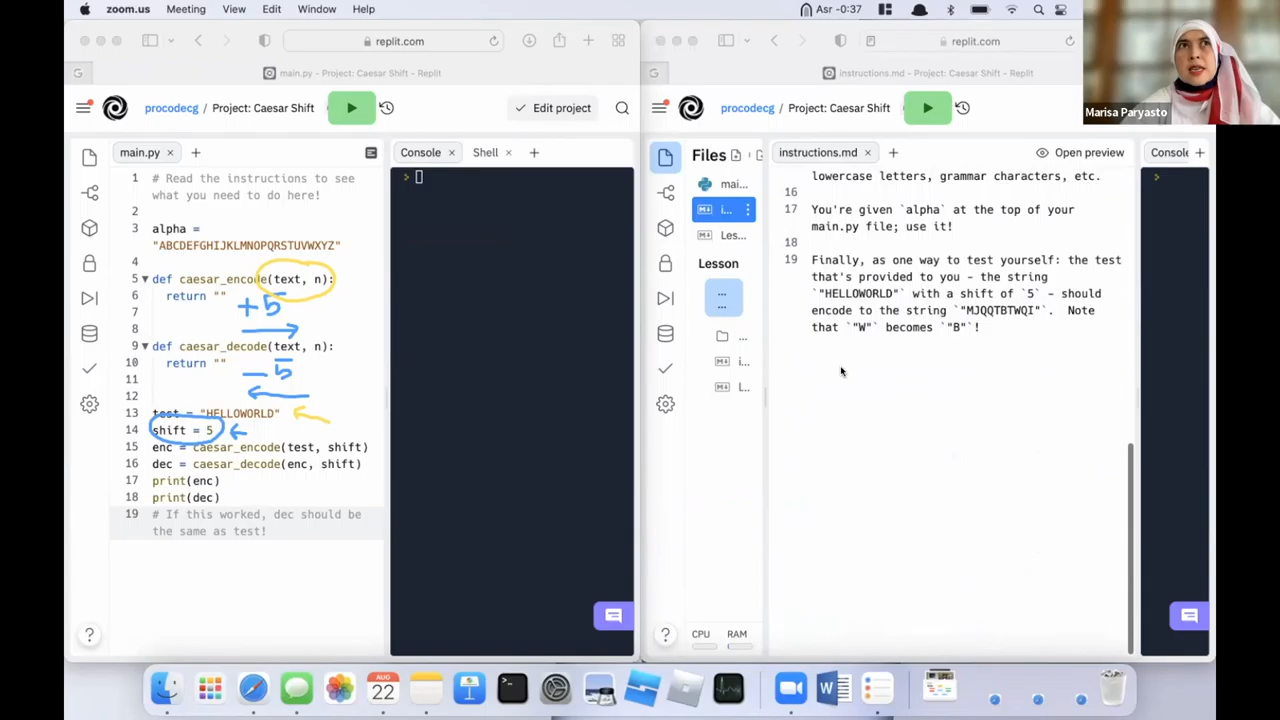 zoom.us Meeting View Edit Window Help
Asr -0:37
replit.com
replit.com
G
main.py - Project: Caesar Shift - Replit
G
instructions.md - Project: Caesar Shift - Replit
procodecg / Project: Caesar Shift
Edit project
procodecg / Project: Caesar Shift
Marisa Paryasto
main.py × +
Console × Shell × +
Files
instructions.md × +
Open preview
Console +
1 # Read the instructions to see
what you need to do here!
2
3 alpha =
"ABCDEFGHIJKLMNOPQRSTUVWXYZ"
4
5 def caesar_encode(text, n):
6 return ""
7
8
+5
9 def caesar_decode(text, n):
10 return ""
11
12
-5
13 test = "HELLOWORLD"
14 shift = 5
15 enc = caesar_encode(test, shift)
16 dec = caesar_decode(enc, shift)
17 print(enc)
18 print(dec)
19 # If this worked, dec should be
the same as test!
>
mai...
i...
Les...
Lesson
...
...
...
i...
L...
CPU RAM
lowercase letters, grammar characters, etc.
16
17 You're given `alpha` at the top of your
main.py file; use it!
18
19 Finally, as one way to test yourself: the test
that's provided to you - the string
`"HELLOWORLD"` with a shift of `5` - should
encode to the string `"MJQQTBTWQI"`. Note
that `"W"` becomes `"B"`!
>
?
?
AUG
22